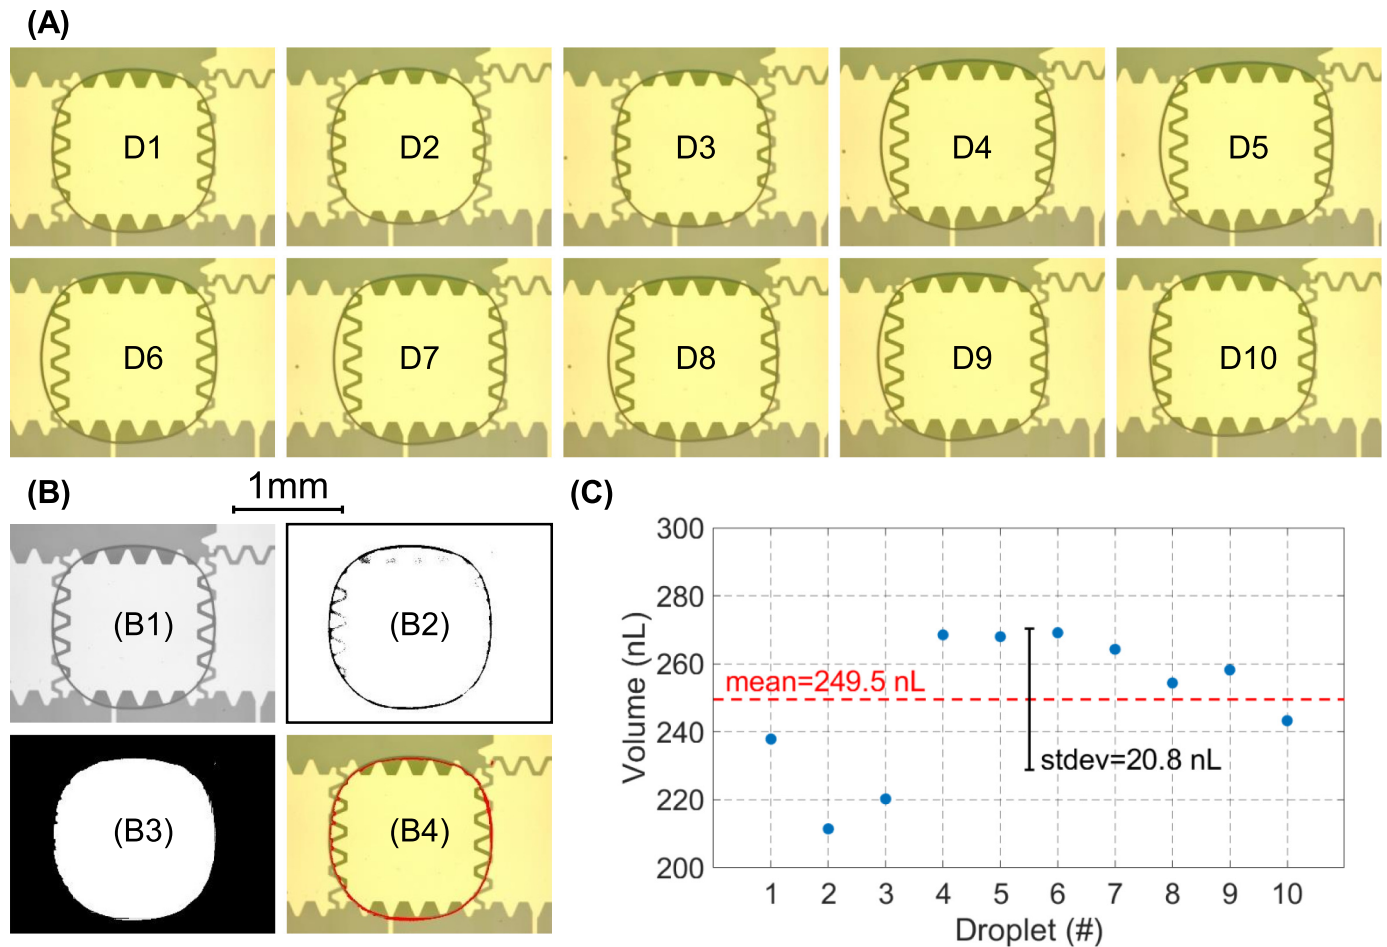 (A)
D1 D2 D3 D4 D5
D6 D7 D8 D9 D10
(B)
1mm
(B1) (B2)
(B3) (B4)
(C)
Volume (nL)
300
280
260
240
220
200
mean=249.5 nL
stdev=20.8 nL
1 2 3 4 5 6 7 8 9 10
Droplet (#)